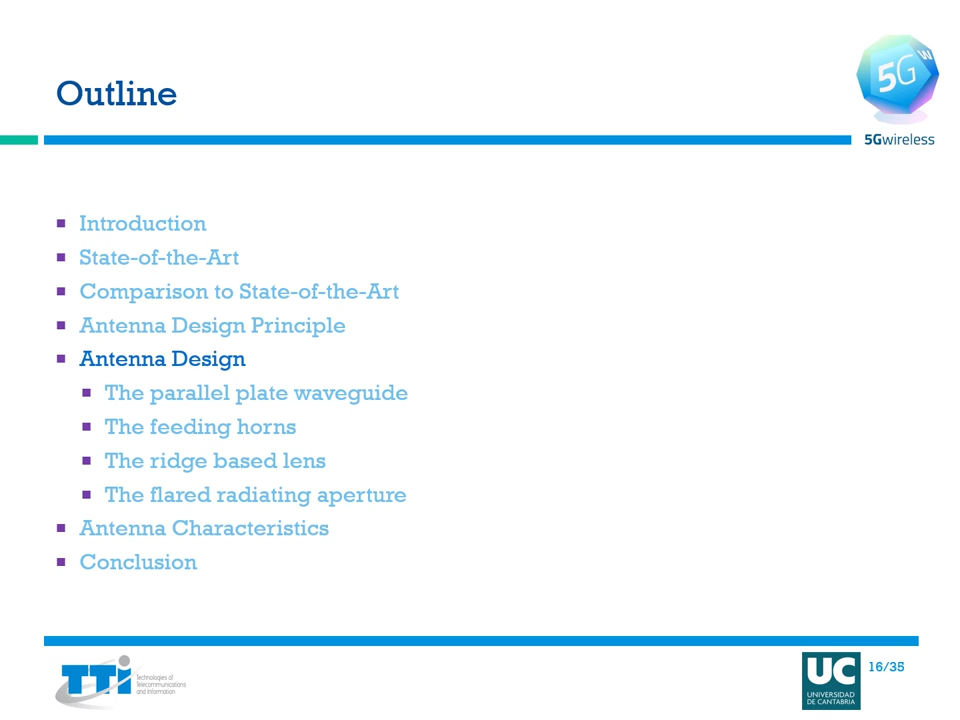 Outline
5G W
5Gwireless
Introduction
State-of-the-Art
Comparison to State-of-the-Art
Antenna Design Principle
Antenna Design
The parallel plate waveguide
The feeding horns
The ridge based lens
The flared radiating aperture
Antenna Characteristics
Conclusion
TTI
Technologies of
Telecommunications
and Information
UC
UNIVERSIDAD
DE CANTABRIA
16/35